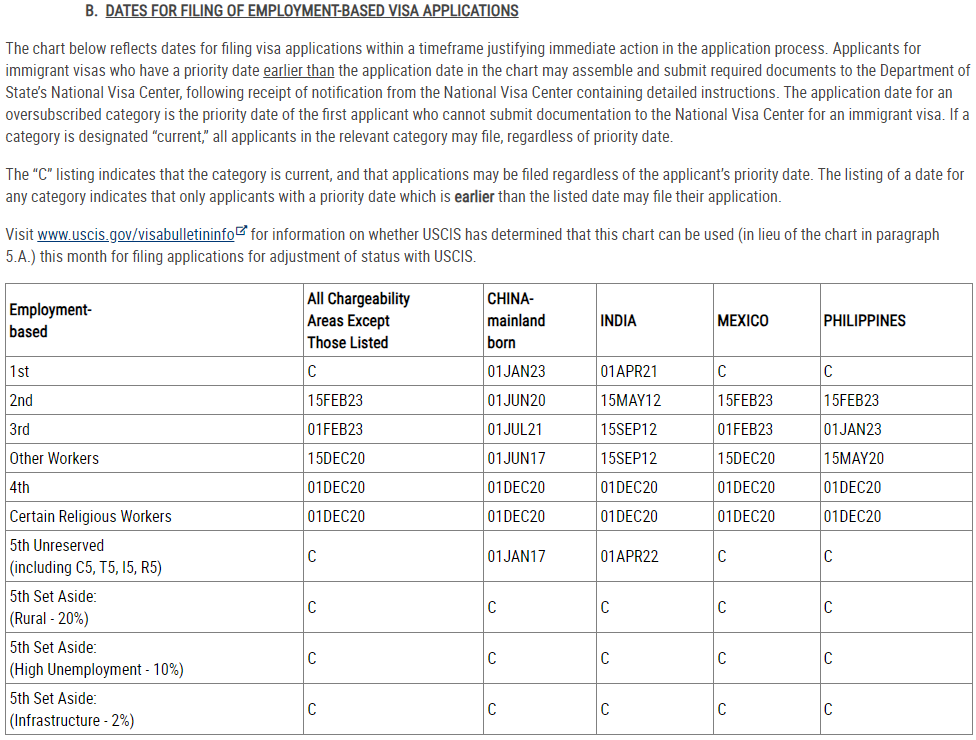 B. DATES FOR FILING OF EMPLOYMENT-BASED VISA APPLICATIONS
The chart below reflects dates for filing visa applications within a timeframe justifying immediate action in the application process. Applicants for
immigrant visas who have a priority date earlier than the application date in the chart may assemble and submit required documents to the Department of
State's National Visa Center, following receipt of notification from the National Visa Center containing detailed instructions. The application date for an
oversubscribed category is the priority date of the first applicant who cannot submit documentation to the National Visa Center for an immigrant visa. If a
category is designated “current,” all applicants in the relevant category may file, regardless of priority date.
The “C” listing indicates that the category is current, and that applications may be filed regardless of the applicant’s priority date. The listing of a date for
any category indicates that only applicants with a priority date which is earlier than the listed date may file their application.
Visit www.uscis.gov/visabulletininfo for information on whether USCIS has determined that this chart can be used (in lieu of the chart in paragraph
5.A.) this month for filing applications for adjustment of status with USCIS.
Employment-
based
All Chargeability
Areas Except
Those Listed
CHINA-
mainland
born
INDIA
MEXICO
PHILIPPINES
1st C 01JAN23 01APR21 C C
2nd 15FEB23 01JUN20 15MAY12 15FEB23 15FEB23
3rd 01FEB23 01JUL21 15SEP12 01FEB23 01JAN23
Other Workers 15DEC20 01JUN17 15SEP12 15DEC20 15MAY20
4th 01DEC20 01DEC20 01DEC20 01DEC20 01DEC20
Certain Religious Workers 01DEC20 01DEC20 01DEC20 01DEC20 01DEC20
5th Unreserved
(including C5, T5, I5, R5)
C 01JAN17 01APR22 C C
5th Set Aside:
(Rural - 20%)
C C C C C
5th Set Aside:
(High Unemployment - 10%)
C C C C C
5th Set Aside:
(Infrastructure - 2%)
C C C C C